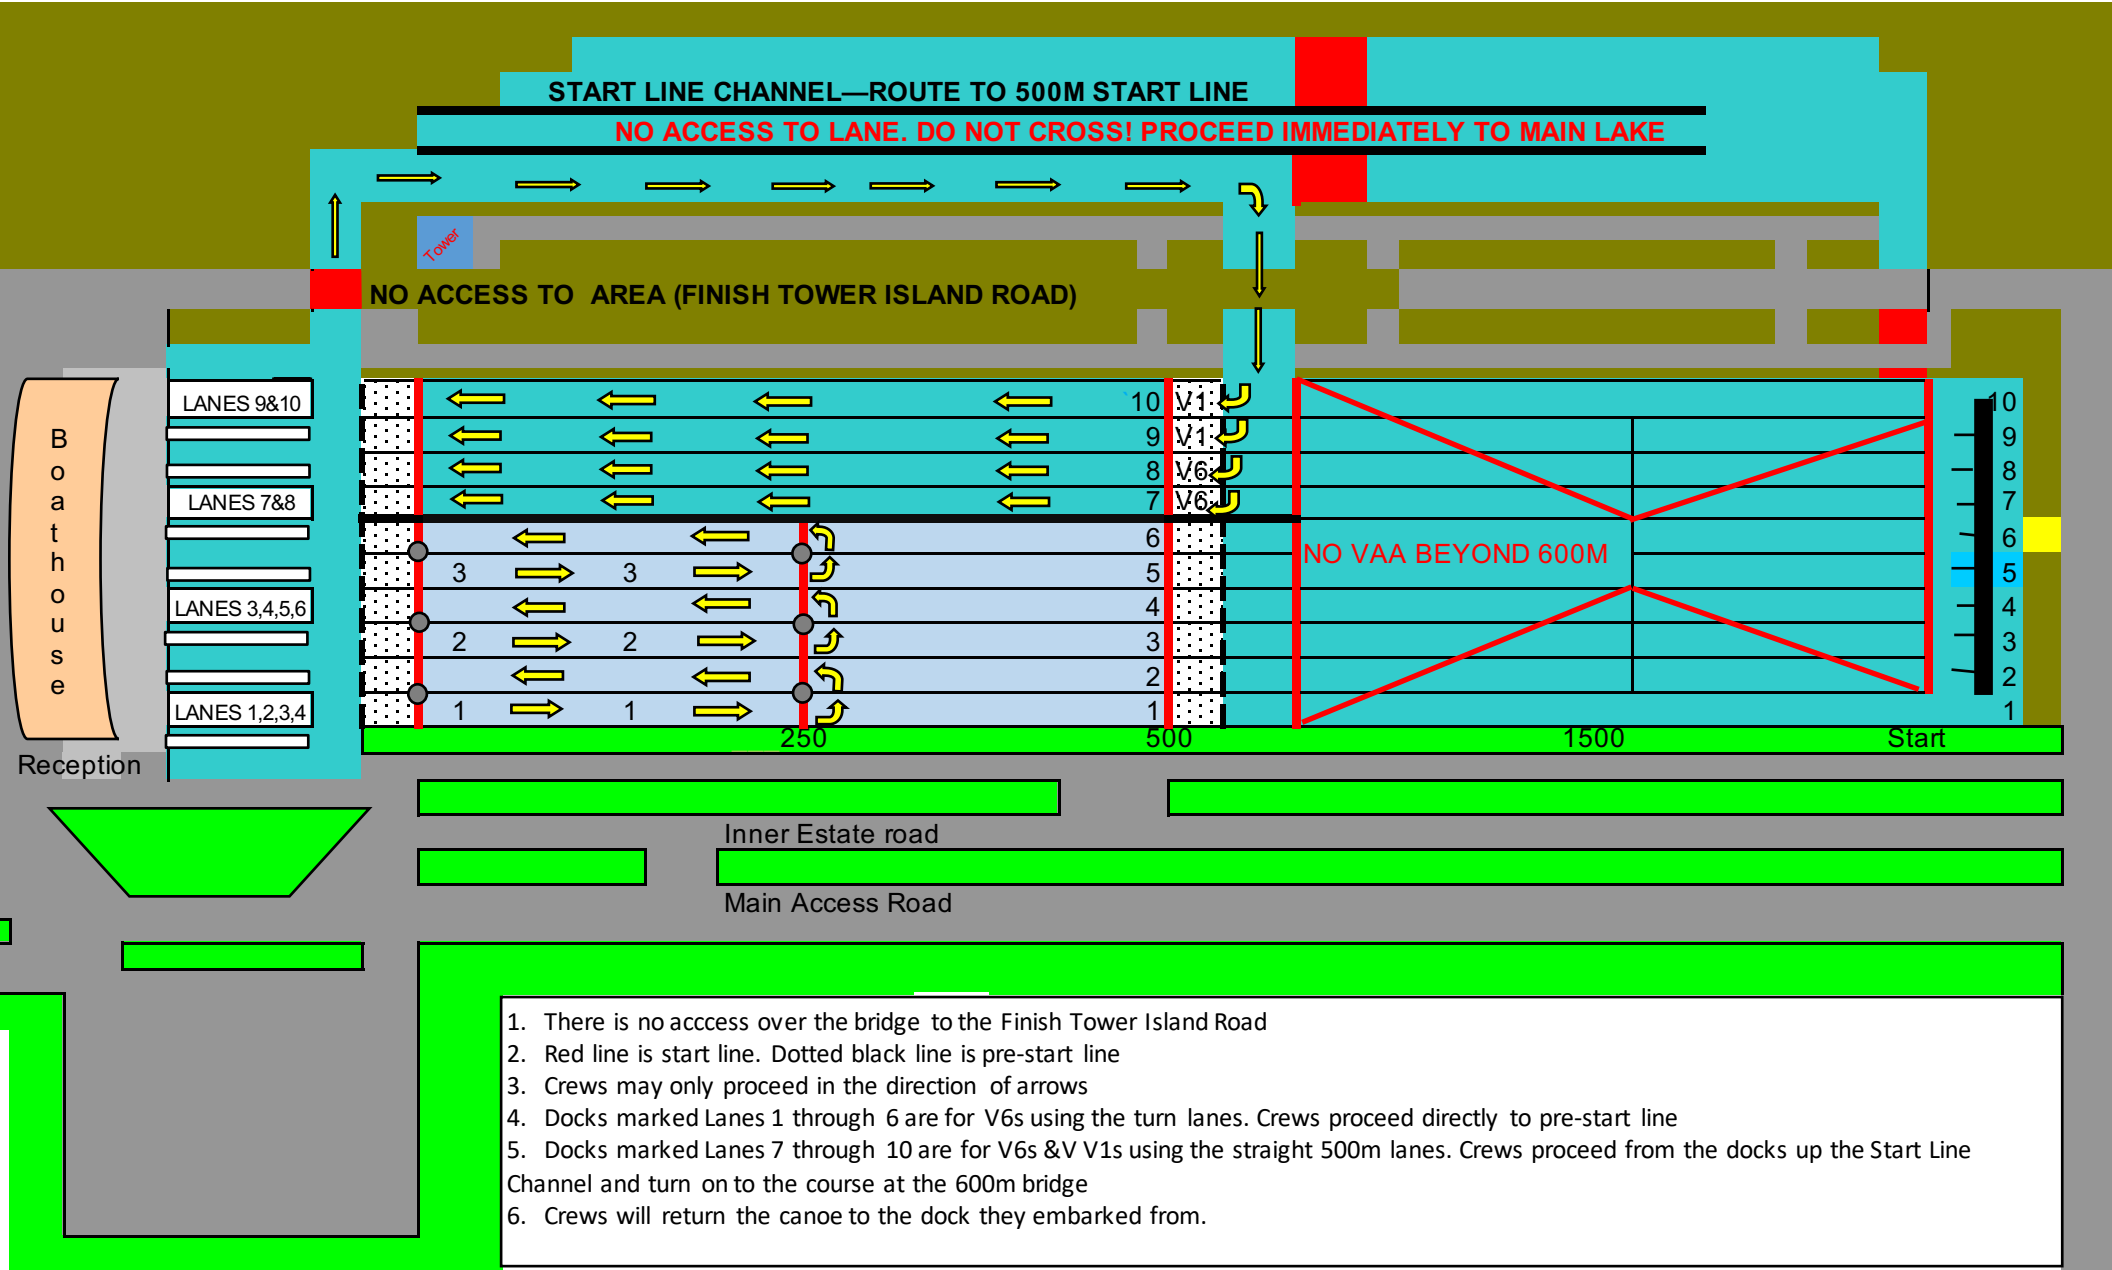 START LINE CHANNEL—ROUTE TO 500M START LINE
NO ACCESS TO LANE. DO NOT CROSS! PROCEED IMMEDIATELY TO MAIN LAKE
Tower
NO ACCESS TO AREA (FINISH TOWER ISLAND ROAD)
LANES 9&10
10 V1
10
Boathouse
9 V1
9
8 V6
8
LANES 7&8
7 V6
7
6
6
NO VAA BEYOND 600M
3 3 5
5
LANES 3,4,5,6
4
4
2 2 3
3
2
2
LANES 1,2,3,4
1 1 1
1
250 500 1500 Start
Reception
Inner Estate road
Main Access Road
1. There is no acccess over the bridge to the Finish Tower Island Road
2. Red line is start line. Dotted black line is pre-start line
3. Crews may only proceed in the direction of arrows
4. Docks marked Lanes 1 through 6 are for V6s using the turn lanes. Crews proceed directly to pre-start line
5. Docks marked Lanes 7 through 10 are for V6s &V V1s using the straight 500m lanes. Crews proceed from the docks up the Start Line
Channel and turn on to the course at the 600m bridge
6. Crews will return the canoe to the dock they embarked from.